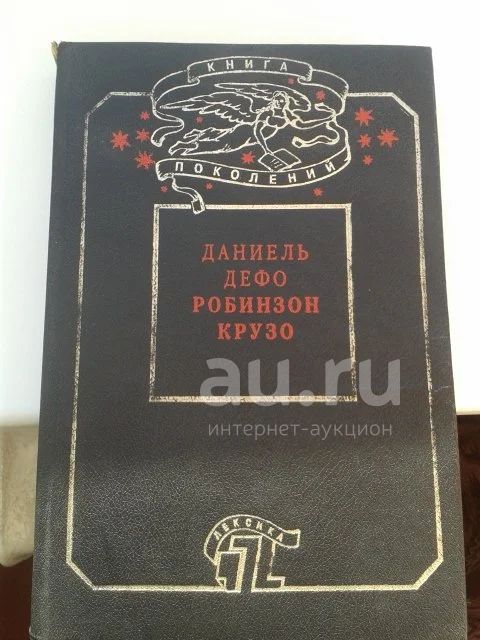 КНИГА
ПОКОЛЕНИЙ
ДАНИЕЛЬ
ДЕФО
РОБИНЗОН
КРУЗО
au.ru
интернет-аукцион
ЛЕКСИКА